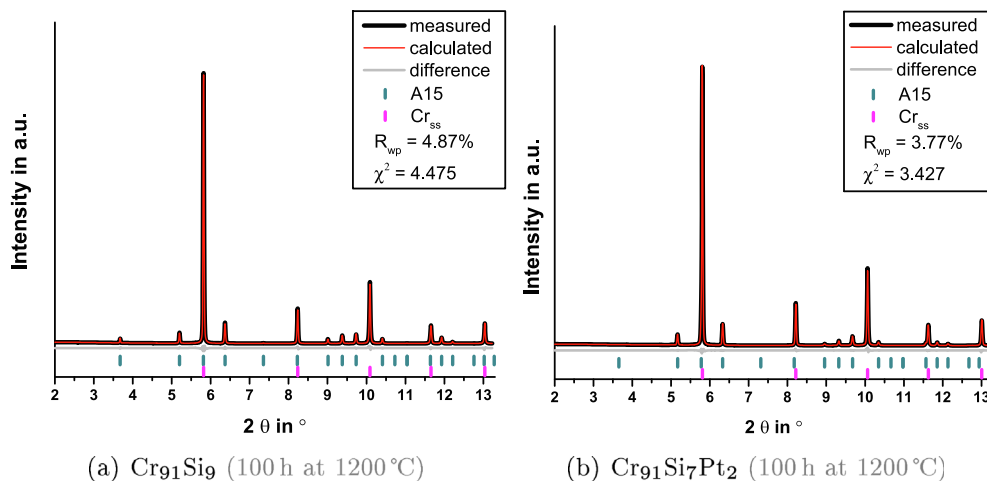 Intensity in a.u.
measured
calculated
difference
A15
Cr_ss
R_wp = 4.87%
χ² = 4.475
2 3 4 5 6 7 8 9 10 11 12 13
2 θ in °
(a) Cr₉₁Si₉ (100 h at 1200 °C)
Intensity in a.u.
measured
calculated
difference
A15
Cr_ss
R_wp = 3.77%
χ² = 3.427
2 3 4 5 6 7 8 9 10 11 12 13
2 θ in °
(b) Cr₉₁Si₇Pt₂ (100 h at 1200 °C)